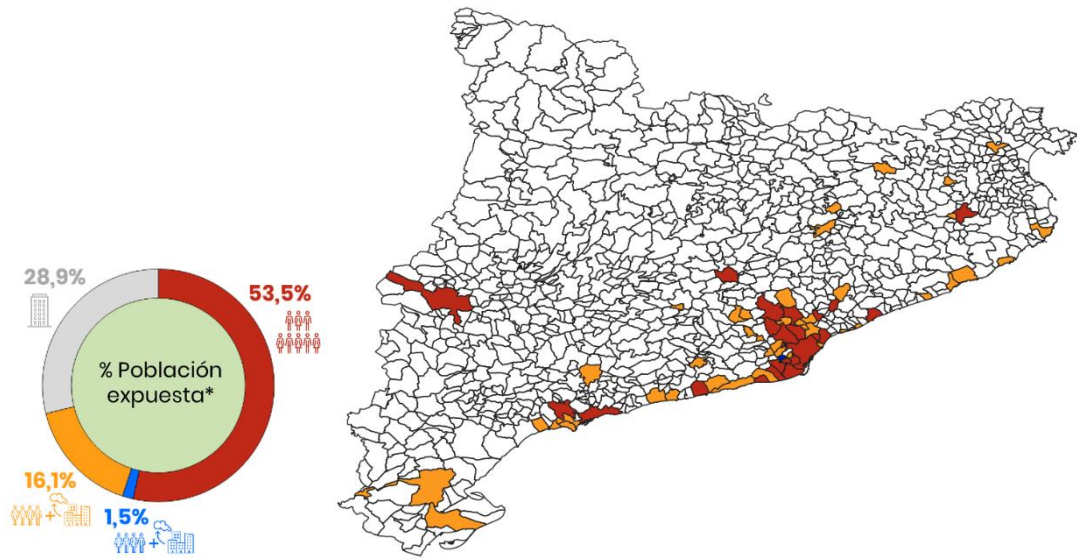 28,9%
53,5%
% Población
expuesta*
16,1%
1,5%